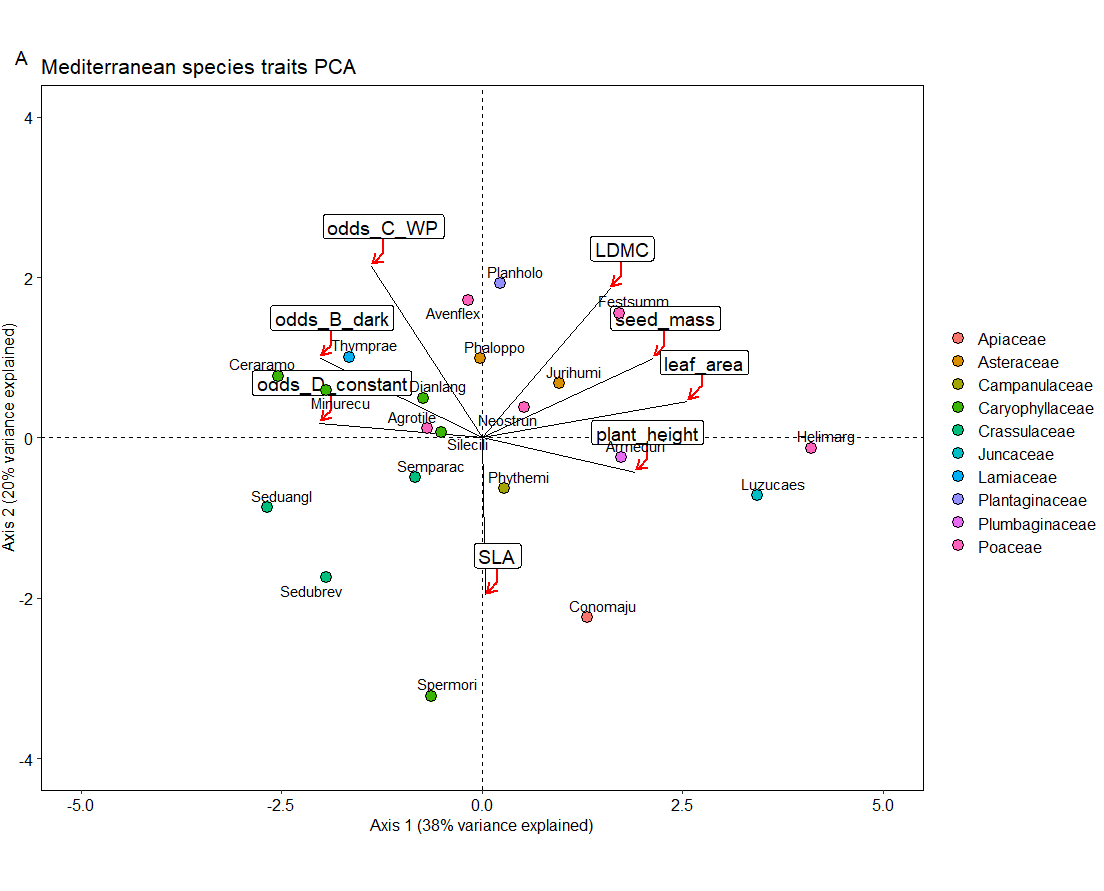 A
Mediterranean species traits PCA
4
2
0
-2
-4
Axis 2 (20% variance explained)
odds_C_WP
LDMC
Planholo
Festsumm
Avenflex
odds_B_dark
seed_mass
Thymprae
Phaloppo
Ceraramo
leaf_area
Jurihumi
odds_D_constant
Dianlang
Minurecu
Agrotile
Neostrun
plant_height
Silecili
Armeduri
Helimarg
Semparac
Phythemi
Luzucaes
Seduangl
SLA
Sedubrev
Conomaju
Spermori
-5.0
-2.5
0.0
2.5
5.0
Axis 1 (38% variance explained)
Apiaceae
Asteraceae
Campanulaceae
Caryophyllaceae
Crassulaceae
Juncaceae
Lamiaceae
Plantaginaceae
Plumbaginaceae
Poaceae